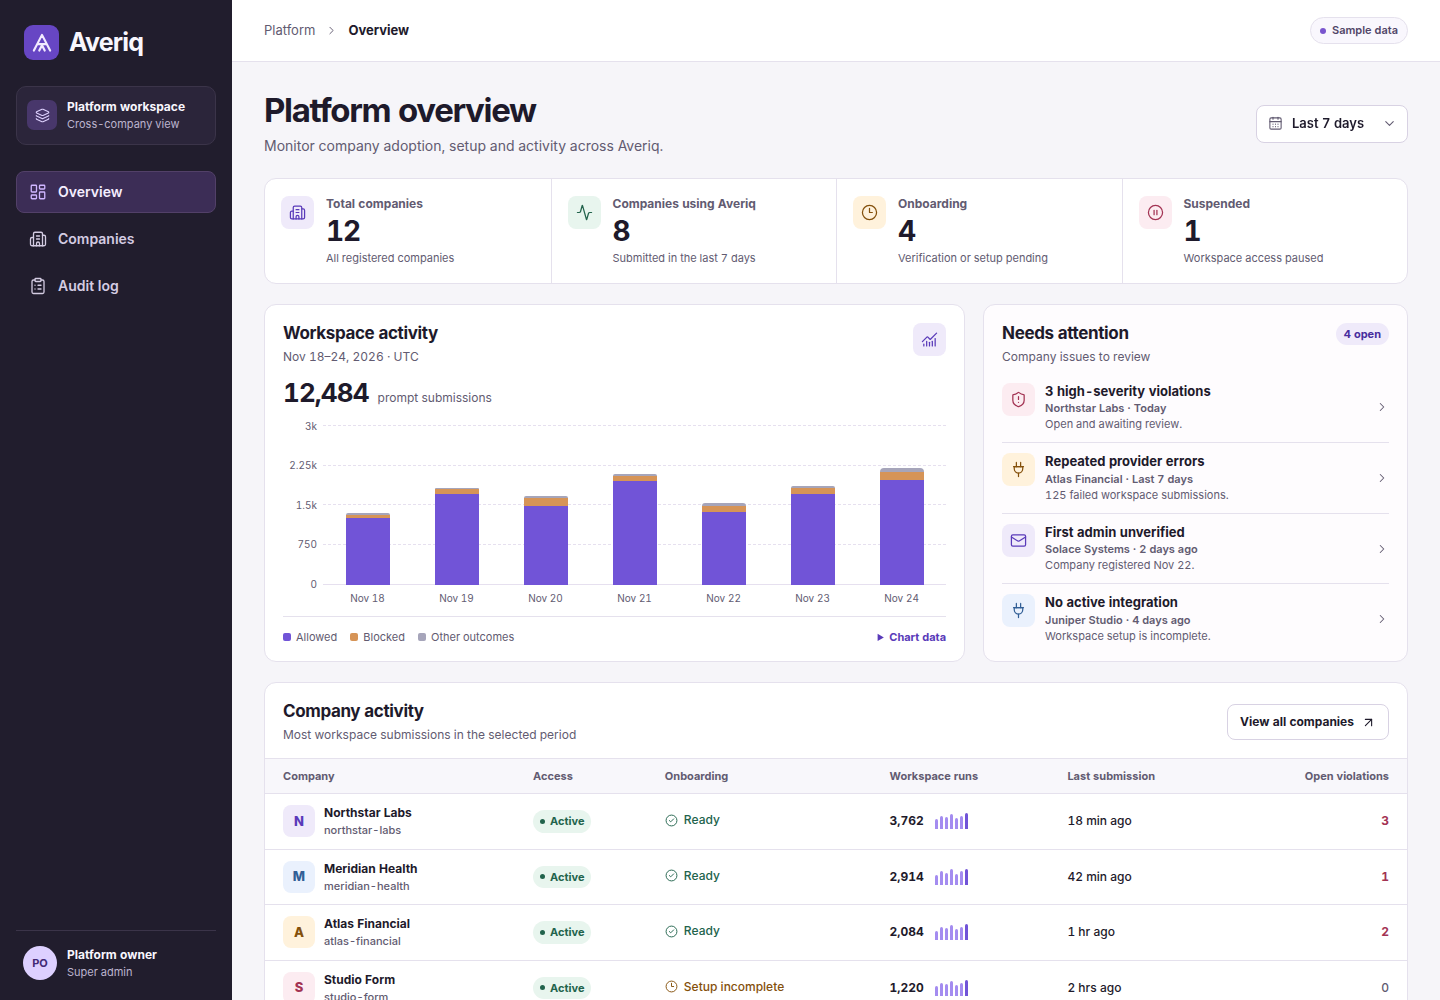 Averiq
Platform workspace
Cross-company view
Overview
Companies
Audit log
PO
Platform owner
Super admin
Platform > Overview
Sample data
Platform overview
Monitor company adoption, setup and activity across Averiq.
Last 7 days
Total companies
12
All registered companies
Companies using Averiq
8
Submitted in the last 7 days
Onboarding
4
Verification or setup pending
Suspended
1
Workspace access paused
Workspace activity
Nov 18–24, 2026 · UTC
12,484 prompt submissions
3k
2.25k
1.5k
750
0
Nov 18 Nov 19 Nov 20 Nov 21 Nov 22 Nov 23 Nov 24
Allowed Blocked Other outcomes
Chart data
Needs attention
4 open
Company issues to review
3 high-severity violations
Northstar Labs · Today
Open and awaiting review.
Repeated provider errors
Atlas Financial · Last 7 days
125 failed workspace submissions.
First admin unverified
Solace Systems · 2 days ago
Company registered Nov 22.
No active integration
Juniper Studio · 4 days ago
Workspace setup is incomplete.
Company activity
Most workspace submissions in the selected period
View all companies
Company Access Onboarding Workspace runs Last submission Open violations
N Northstar Labs Active Ready 3,762 18 min ago 3
northstar-labs
M Meridian Health Active Ready 2,914 42 min ago 1
meridian-health
A Atlas Financial Active Ready 2,084 1 hr ago 2
atlas-financial
S Studio Form Active Setup incomplete 1,220 2 hrs ago 0
studio-form